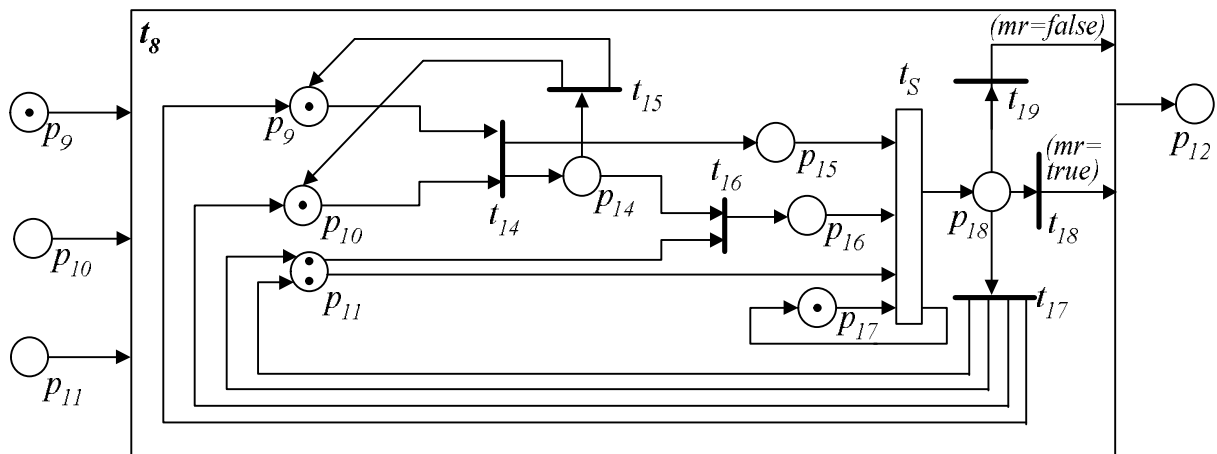 t8
(mr=false)
p9
p9
t15
tS
t19
p12
(mr=
true)
p15
t16
p14
t14
p10
p10
p16
p18
t18
p11
p11
p17
t17